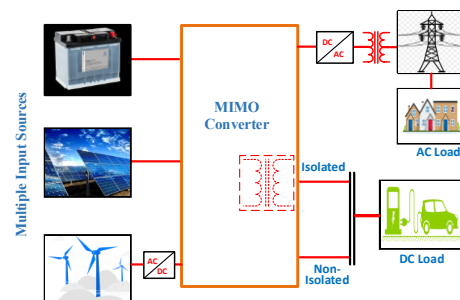 Multiple Input Sources
AC
DC
MIMO
Converter
Isolated
Non-
Isolated
DC
AC
AC Load
DC Load